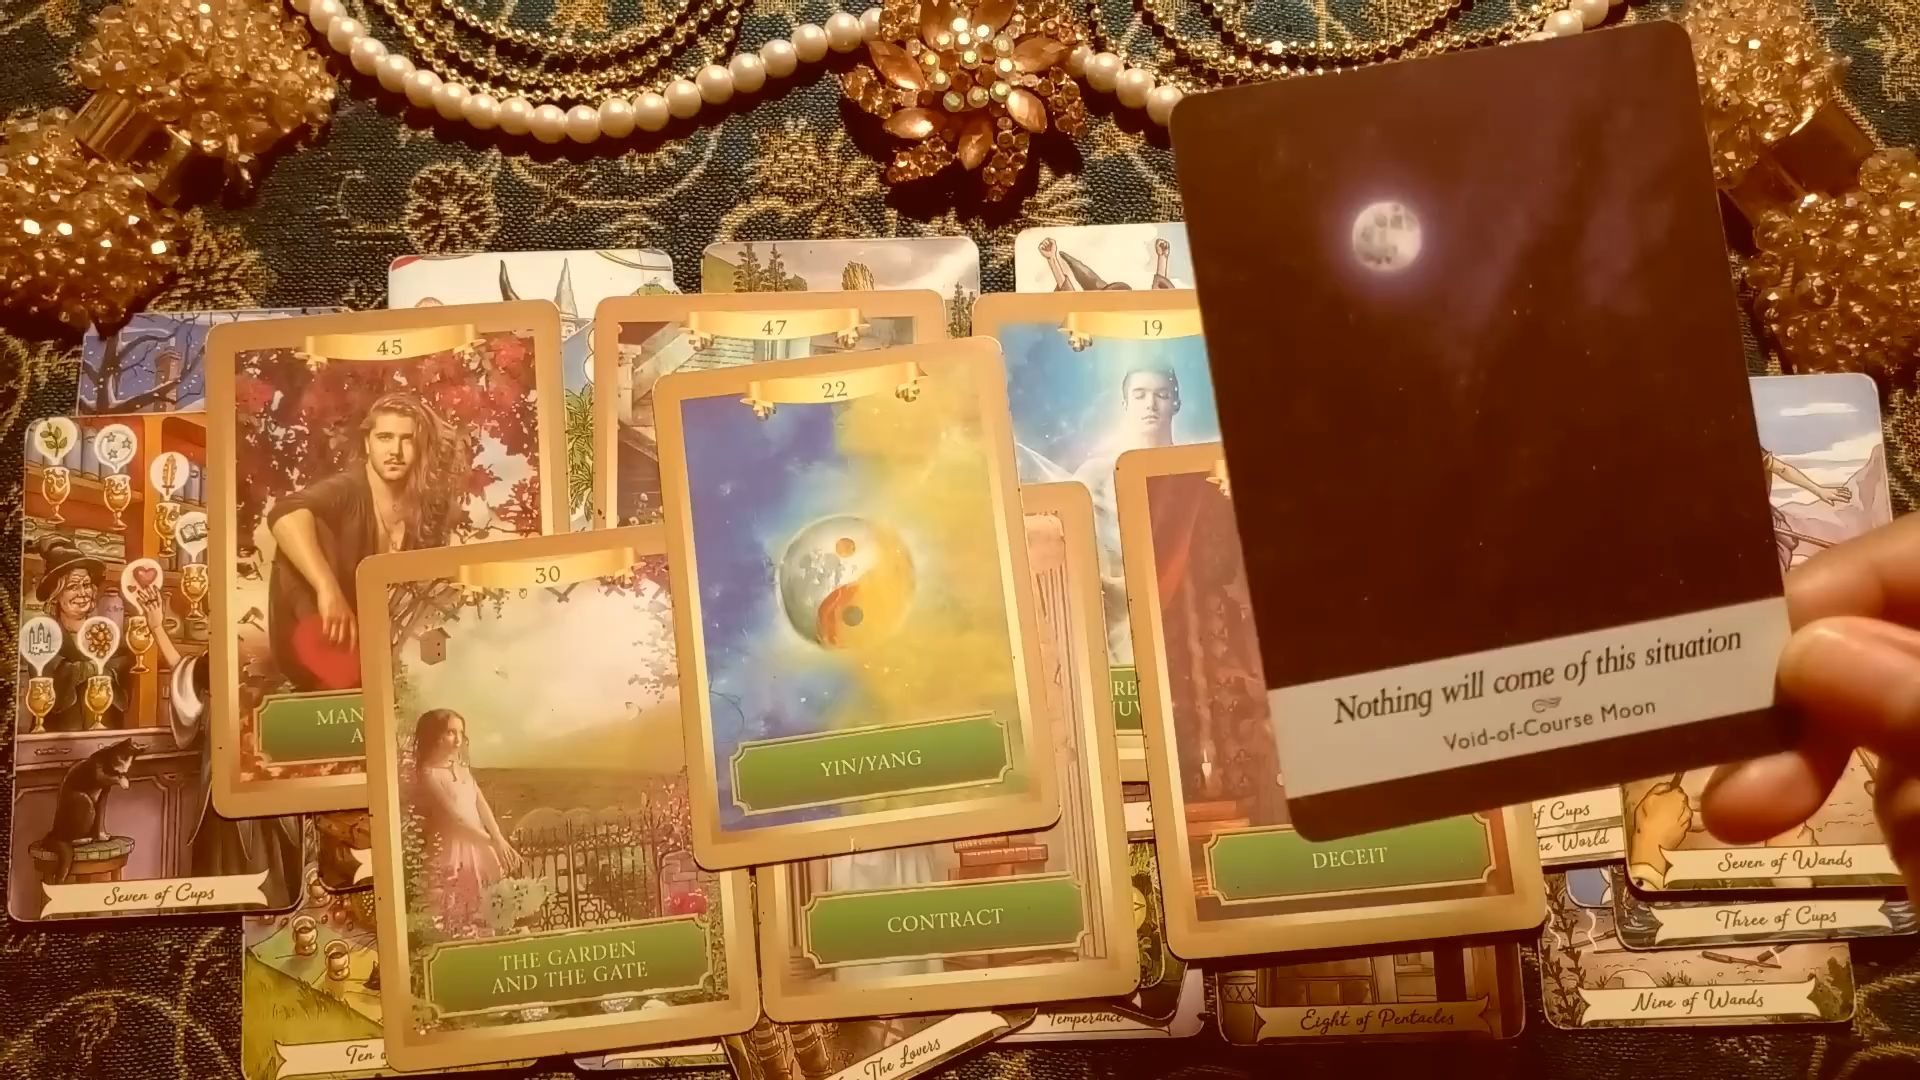 45
47
19
22
30
MAN
A
YIN/YANG
THE GARDEN
AND THE GATE
CONTRACT
DECEIT
Nothing will come of this situation
Void-of-Course Moon
Seven of Cups
of Cups
The World
Seven of Wands
Three of Cups
Nine of Wands
Eight of Pentacles
Temperance
The Lovers
Ten